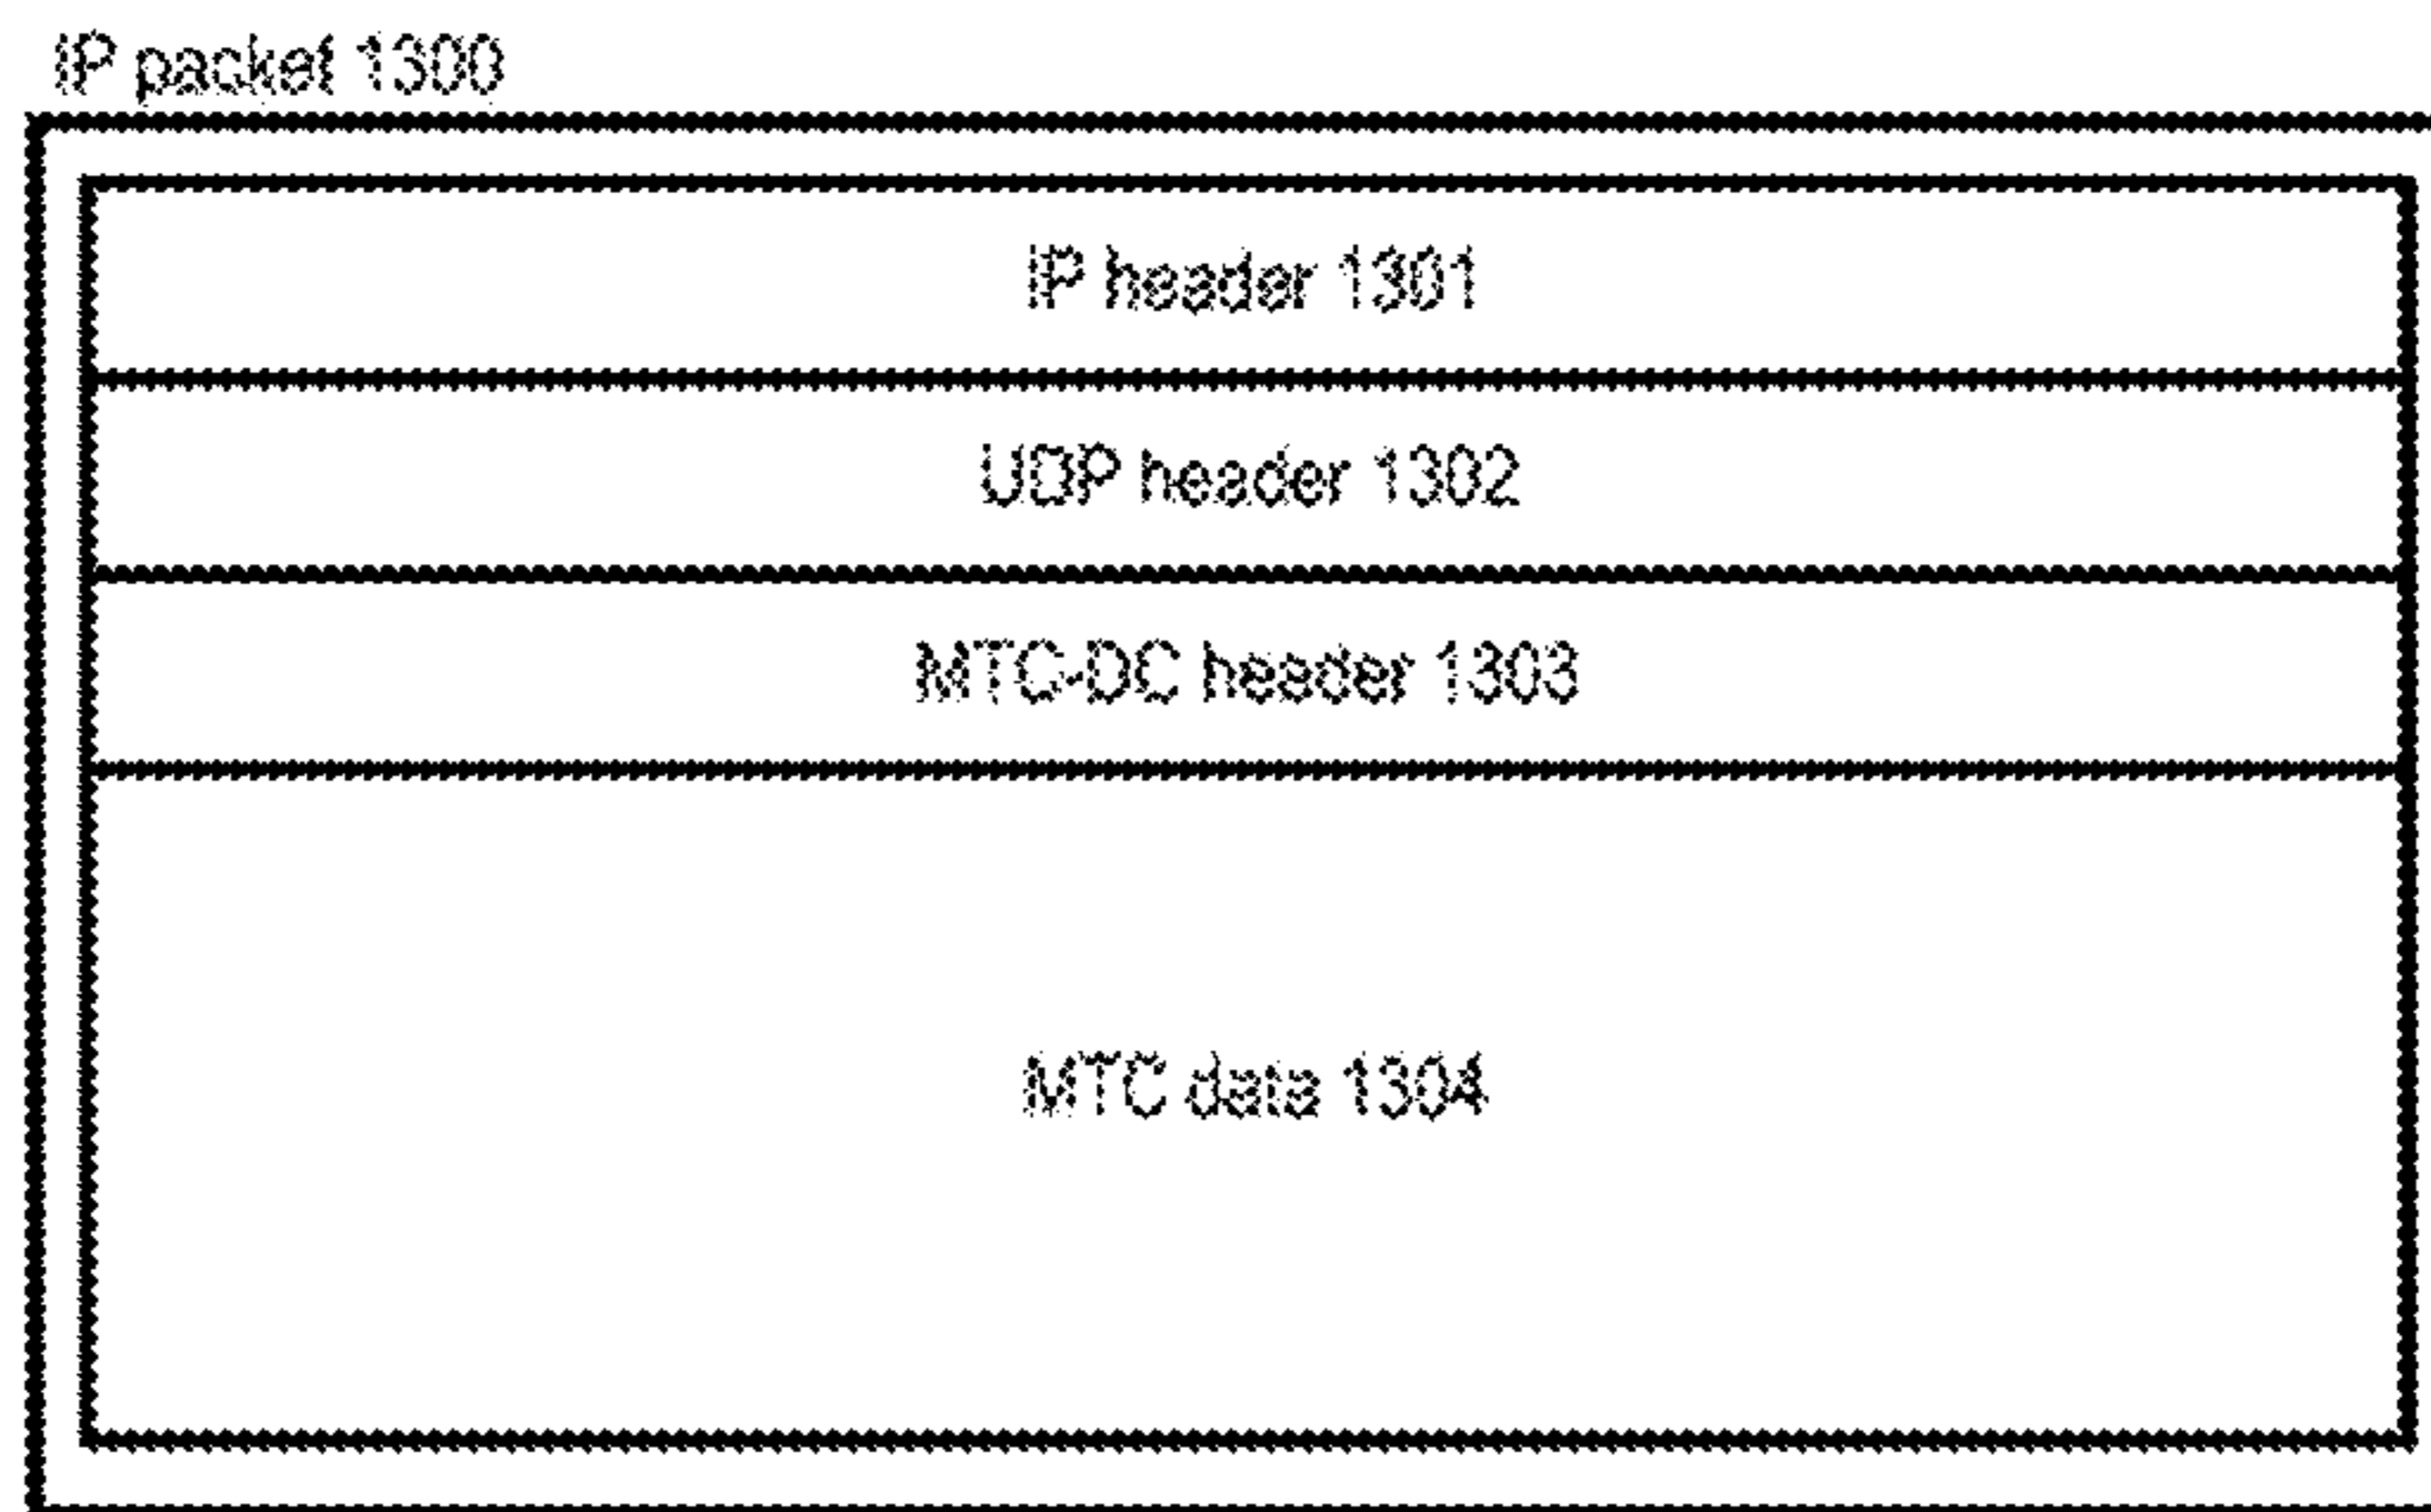 IP packet 1300
IP header 1301
UDP header 1302
MTC-DC header 1303
MTC data 1304